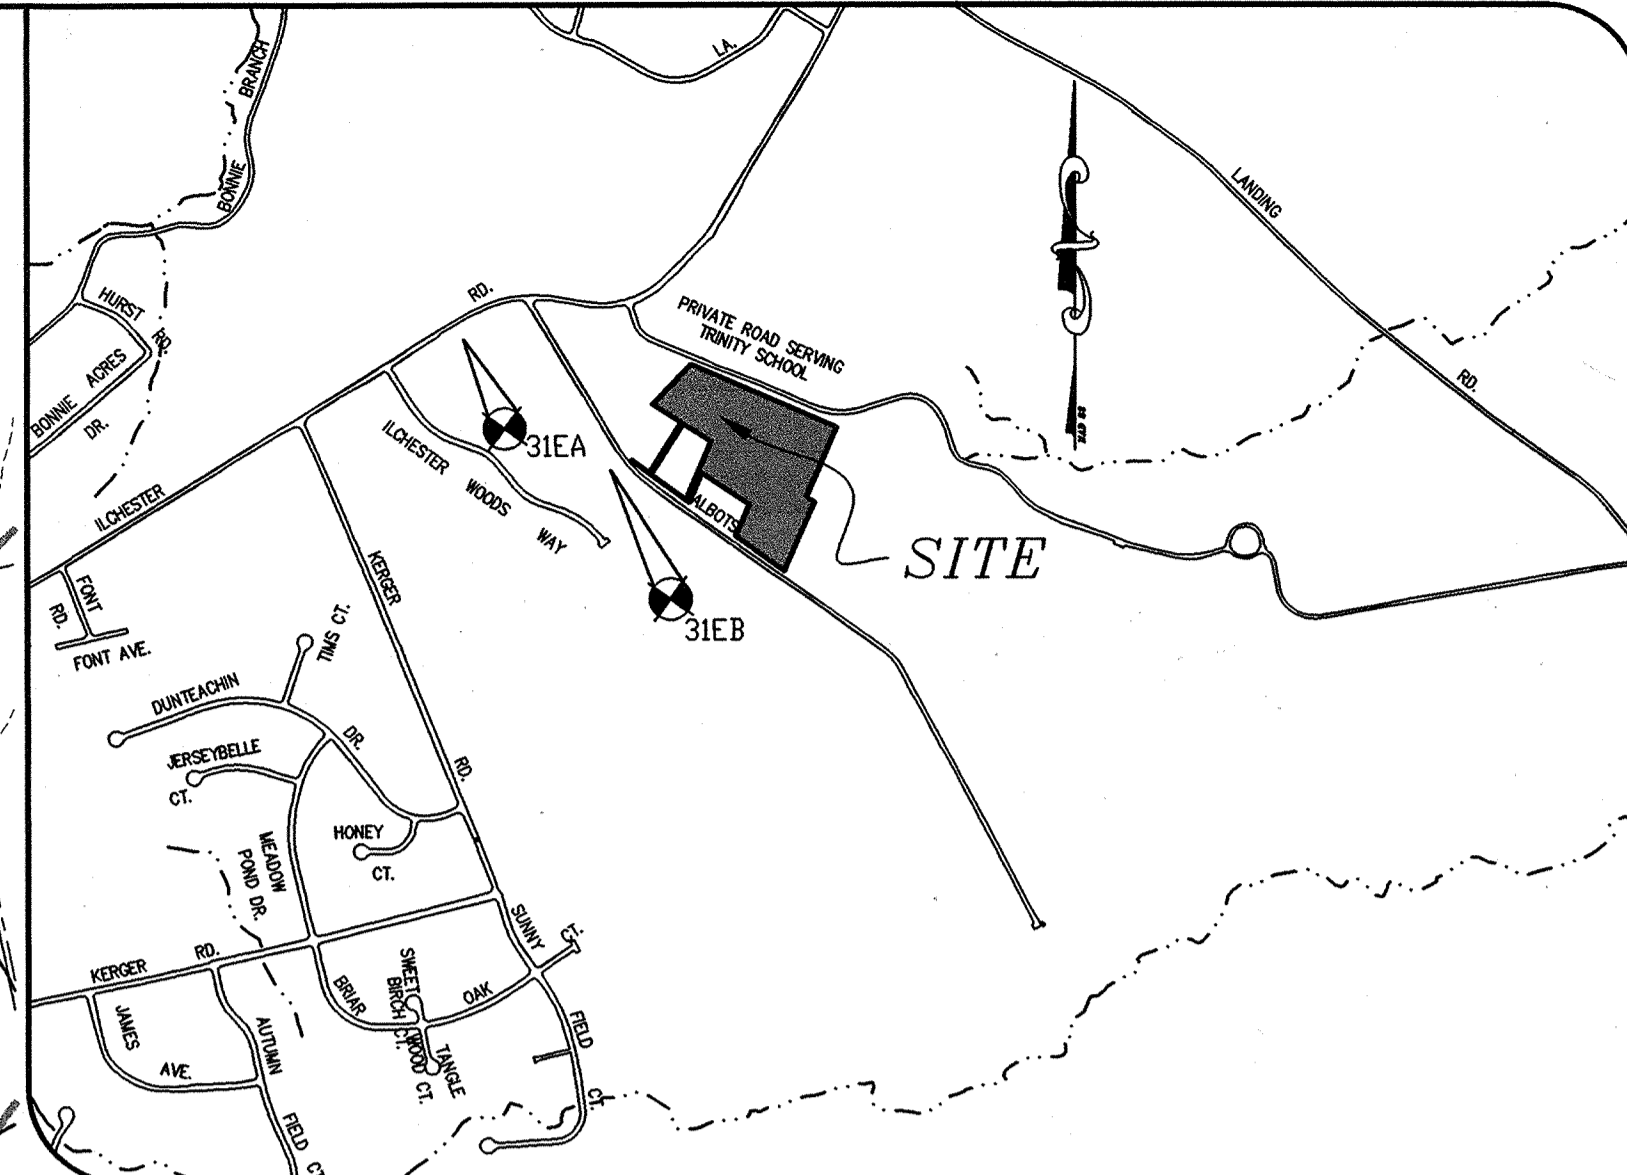 BONNIE
BRANCH
LA.
LANDING
RD.
HURST
RD.
BONNIE
ACRES
DR.
RD.
PRIVATE ROAD SERVING
TRINITY SCHOOL
31EA
ILCHESTER
WOODS
WAY
ILCHESTER
ALBOTS
SITE
31EB
KERGER
RD.
FONT
RD.
FONT AVE.
TIMS CT.
DUNTEACHIN
DR.
JERSEYBELLE
CT.
HONEY
CT.
MEADOW
POND DR.
SUNNY
CT.
FIELD
CT.
KERGER
RD.
BRIAR
OAK
SWEET
BIRCH CT.
TANGLE
WOOD CT.
JAMES
AVE.
AUTUMN
FIELD
CT